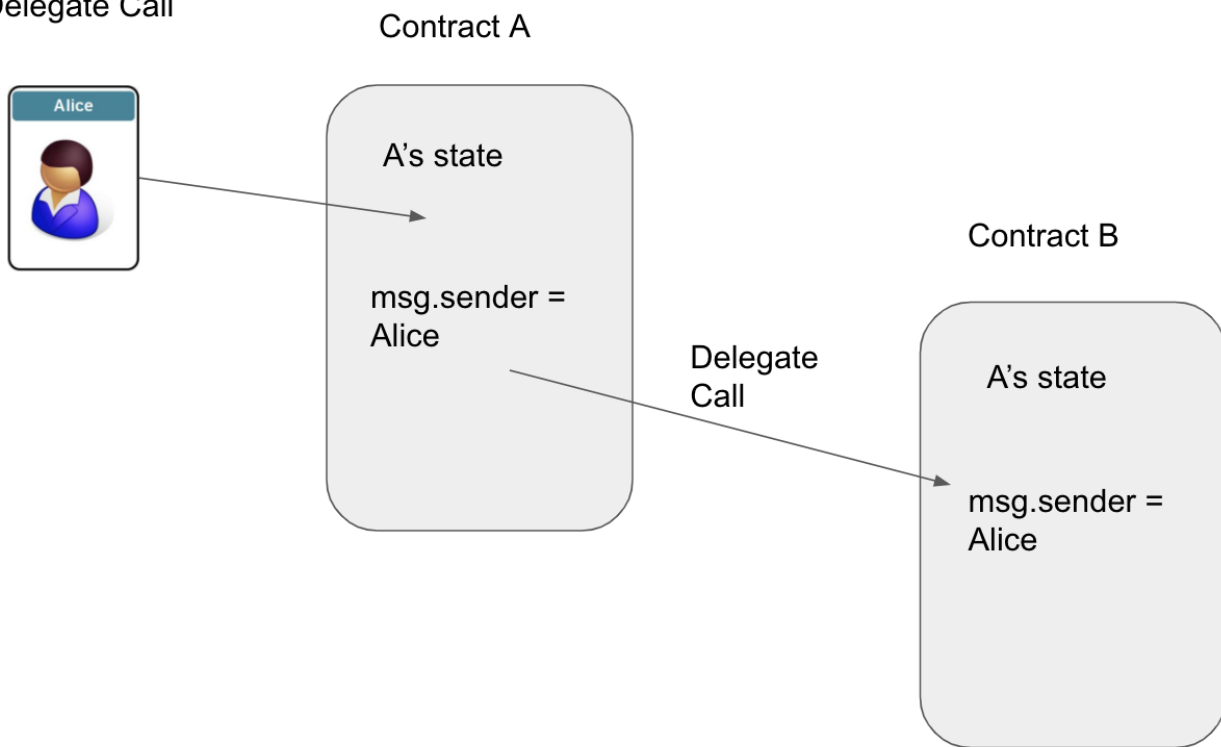 Delegate Call
Contract A
Alice
A's state
msg.sender =
Alice
Contract B
Delegate
Call
A's state
msg.sender =
Alice